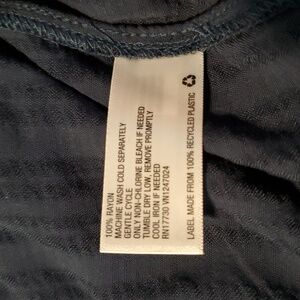 100% RAYON
MACHINE WASH COLD SEPARATELY
GENTLE CYCLE
ONLY NON-CHLORINE BLEACH IF NEEDED
TUMBLE DRY LOW, REMOVE PROMPTLY
COOL IRON IF NEEDED
RN17730 VN1247024
LABEL MADE FROM 100% RECYCLED PLASTIC